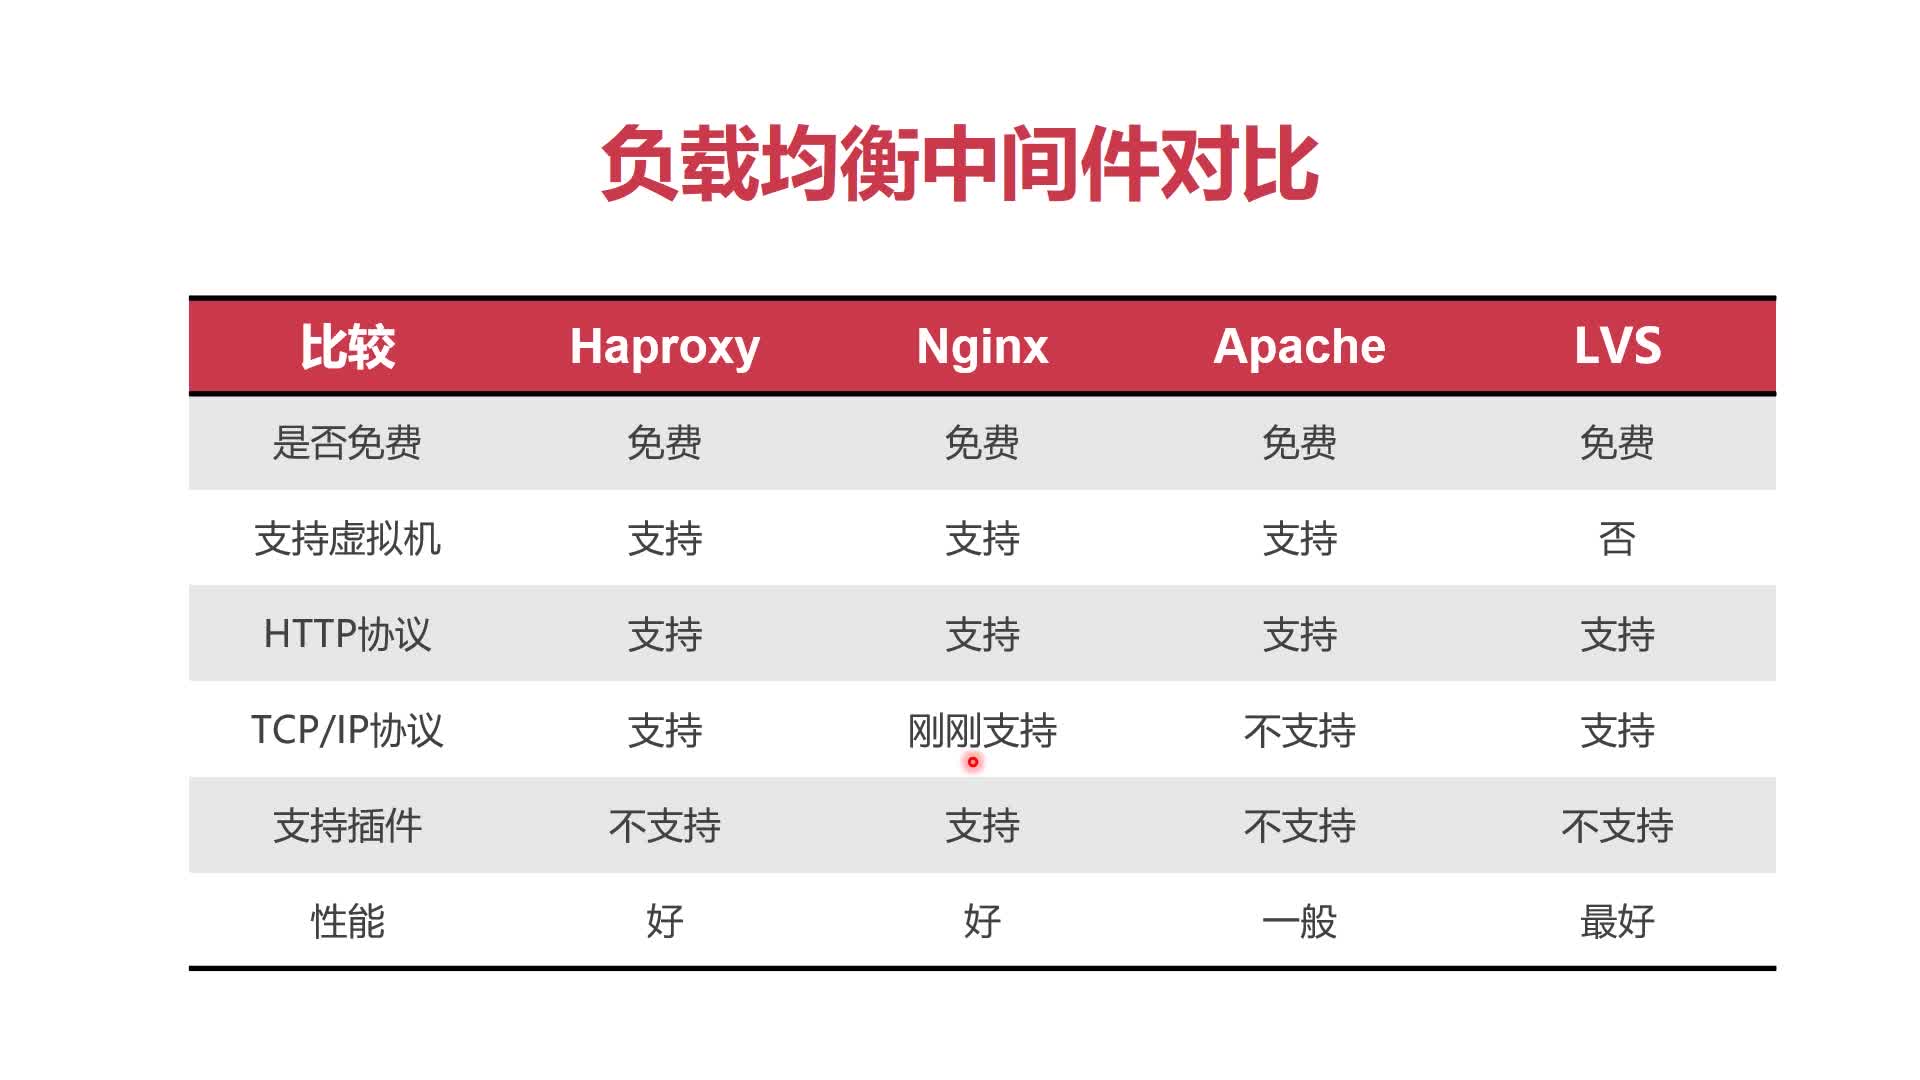 负载均衡中间件对比
比较 Haproxy Nginx Apache LVS
是否免费 免费 免费 免费 免费
支持虚拟机 支持 支持 支持 否
HTTP协议 支持 支持 支持 支持
TCP/IP协议 支持 刚刚支持 不支持 支持
支持插件 不支持 支持 不支持 不支持
性能 好 好 一般 最好